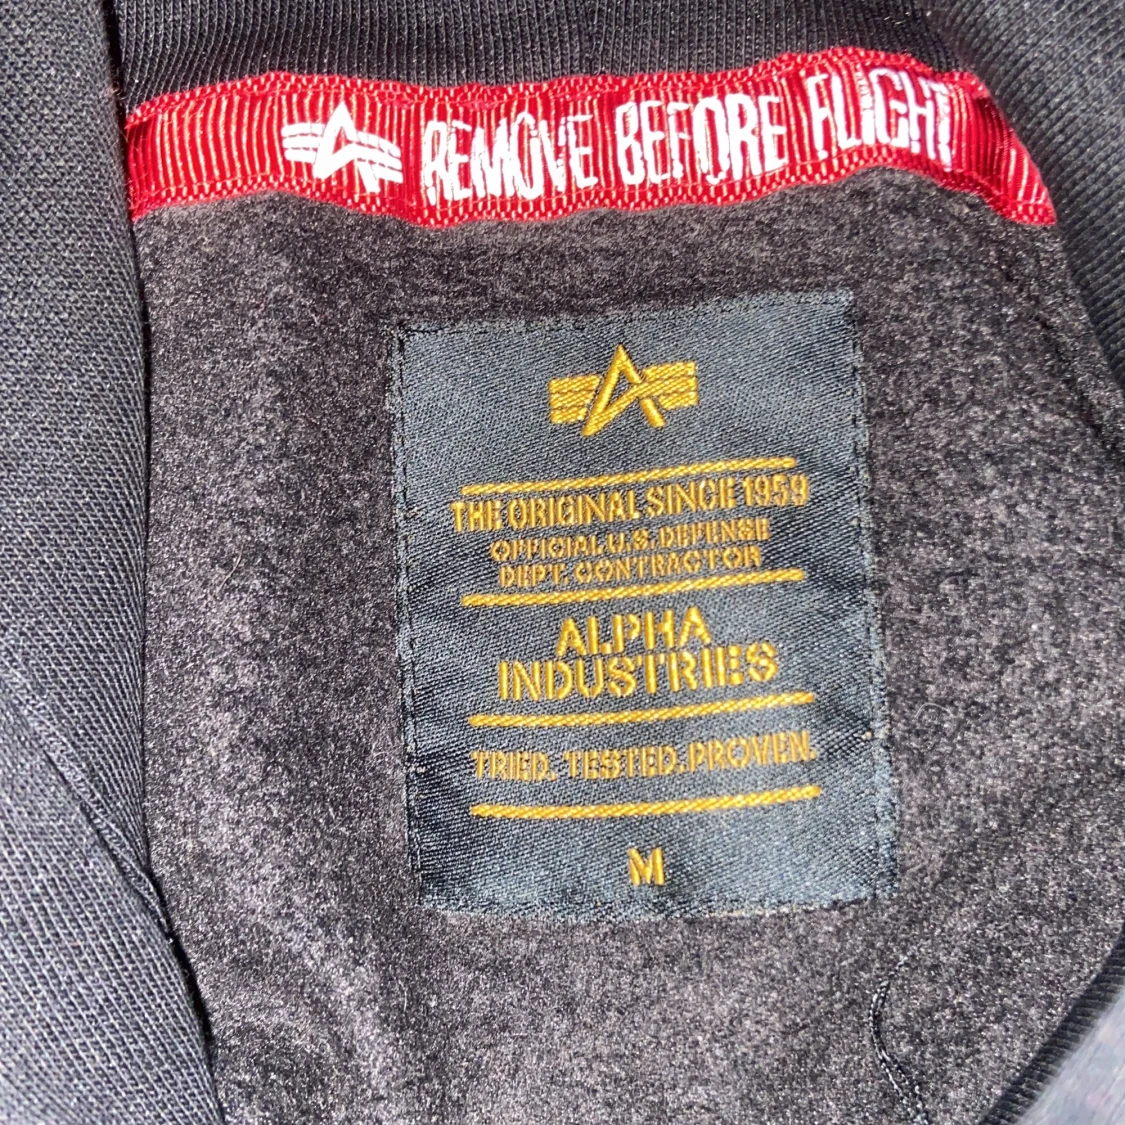 REMOVE BEFORE FLIGHT
THE ORIGINAL SINCE 1959
OFFICIAL U.S. DEFENSE
DEPT. CONTRACTOR
ALPHA
INDUSTRIES
TRIED. TESTED. PROVEN.
M